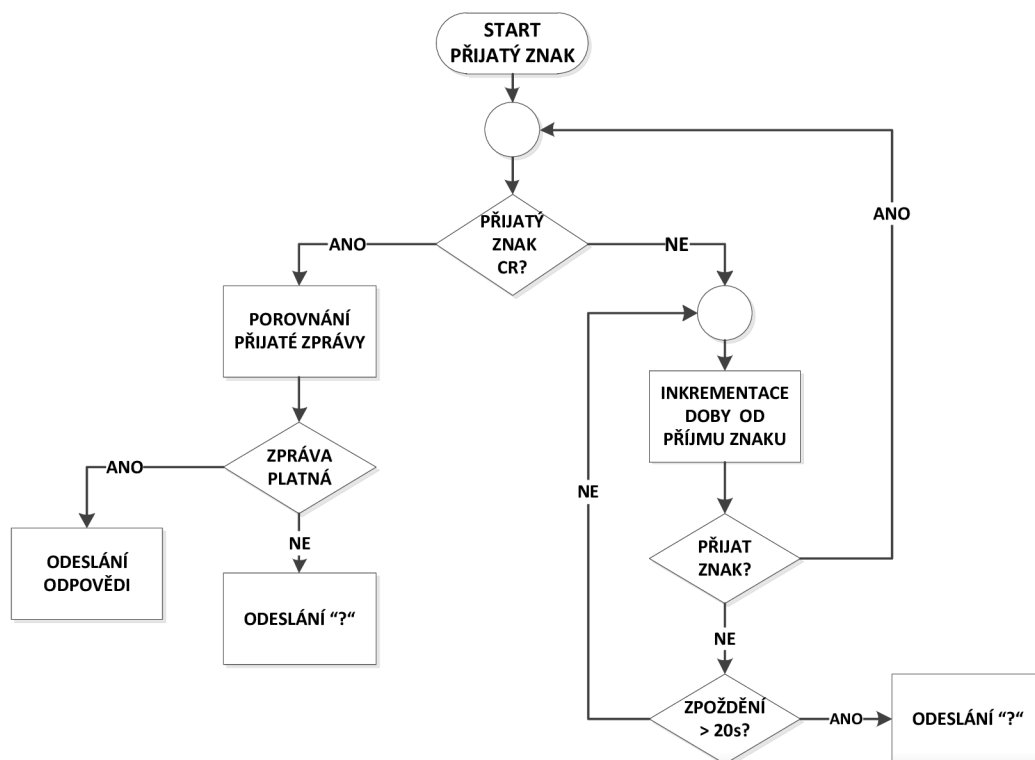 START
PŘIJATÝ ZNAK
PŘIJATÝ
ZNAK
CR?
ANO
NE
ANO
POROVNÁNÍ
PŘIJATÉ ZPRÁVY
INKREMENTACE
DOBY OD
PŘÍJMU ZNAKU
ZPRÁVA
PLATNÁ
ANO
NE
NE
ODESLÁNÍ
ODPOVĚDI
ODESLÁNÍ “?“
PŘIJAT
ZNAK?
NE
ZPOŽDĚNÍ
> 20s?
ANO
ODESLÁNÍ “?“